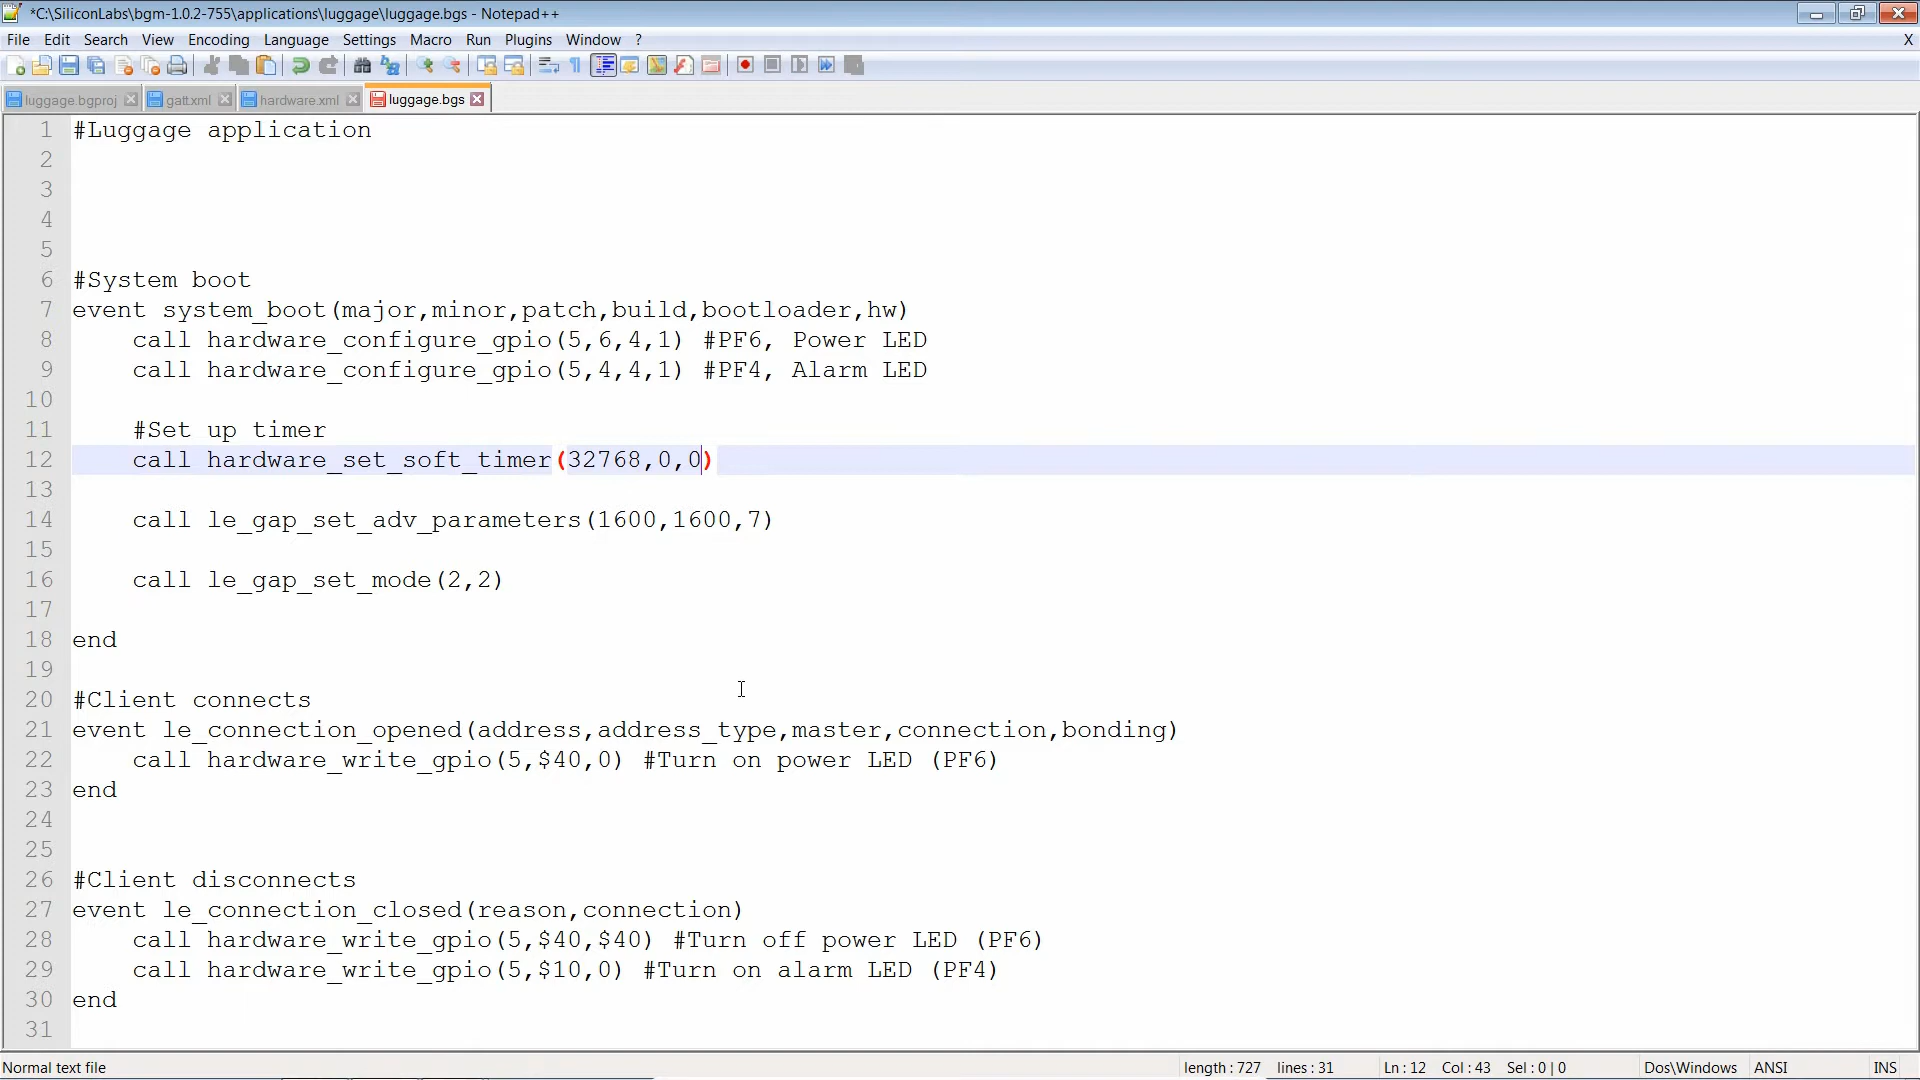 *C:\SiliconLabs\bgm-1.0.2-755\applications\luggage\luggage.bgs - Notepad++
File Edit Search View Encoding Language Settings Macro Run Plugins Window ? X
luggage.bgproj gatt.xml hardware.xml luggage.bgs
1 #Luggage application
2
3
4
5
6 #System boot
7 event system_boot(major,minor,patch,build,bootloader,hw)
8 call hardware_configure_gpio(5,6,4,1) #PF6, Power LED
9 call hardware_configure_gpio(5,4,4,1) #PF4, Alarm LED
10
11 #Set up timer
12 call hardware_set_soft_timer(32768,0,0)
13
14 call le_gap_set_adv_parameters(1600,1600,7)
15
16 call le_gap_set_mode(2,2)
17
18 end
19
20 #Client connects
21 event le_connection_opened(address,address_type,master,connection,bonding)
22 call hardware_write_gpio(5,$40,0) #Turn on power LED (PF6)
23 end
24
25
26 #Client disconnects
27 event le_connection_closed(reason,connection)
28 call hardware_write_gpio(5,$40,$40) #Turn off power LED (PF6)
29 call hardware_write_gpio(5,$10,0) #Turn on alarm LED (PF4)
30 end
31
Normal text file length : 727 lines : 31 Ln : 12 Col : 43 Sel : 0 | 0 Dos\Windows ANSI INS